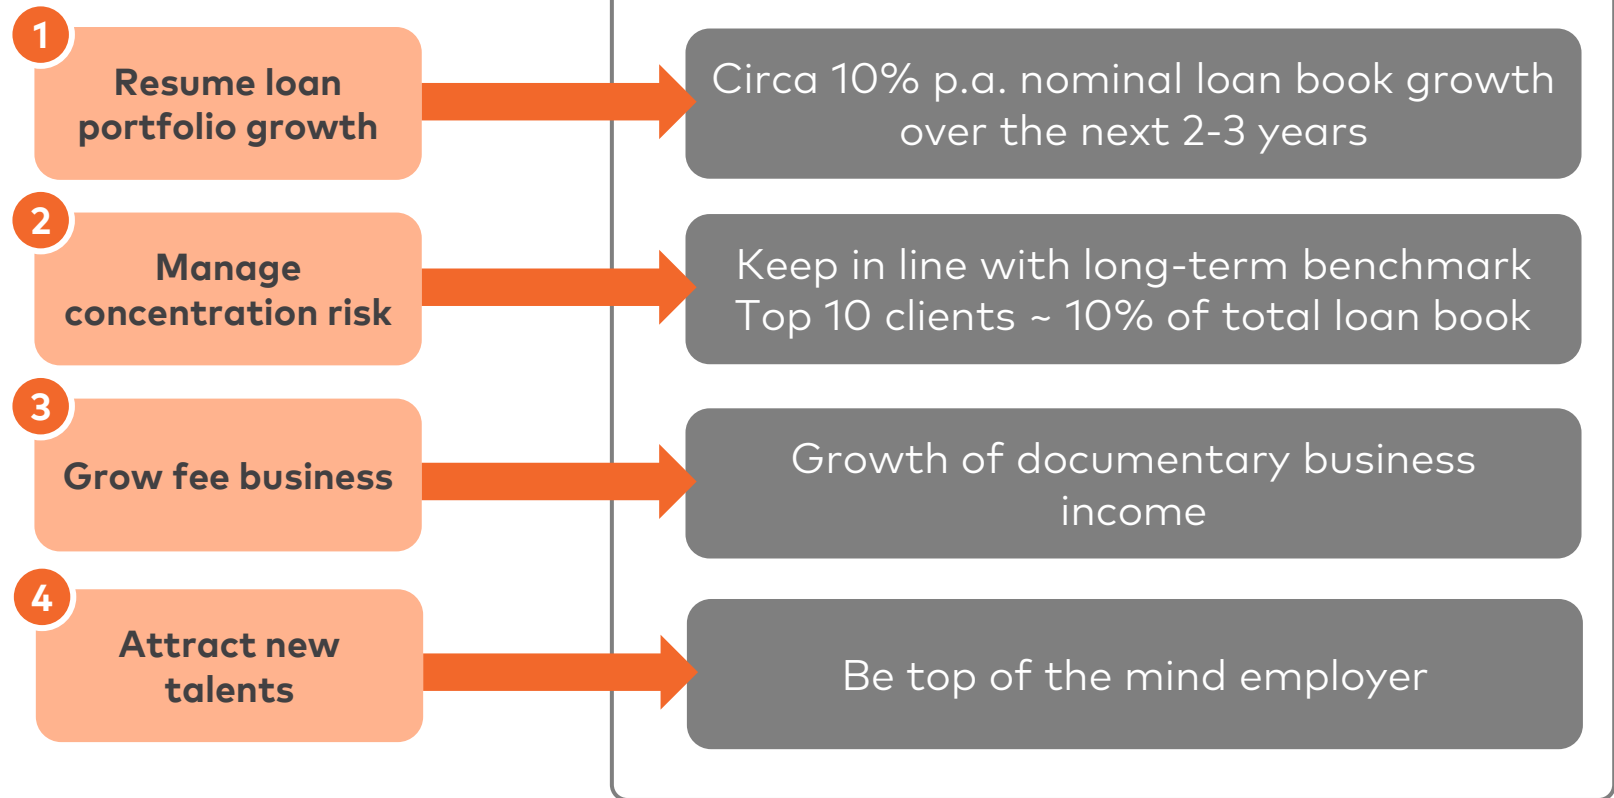 1
Resume loan
portfolio growth
Circa 10% p.a. nominal loan book growth
over the next 2-3 years
2
Manage
concentration risk
Keep in line with long-term benchmark
Top 10 clients ~ 10% of total loan book
3
Grow fee business
Growth of documentary business
income
4
Attract new
talents
Be top of the mind employer